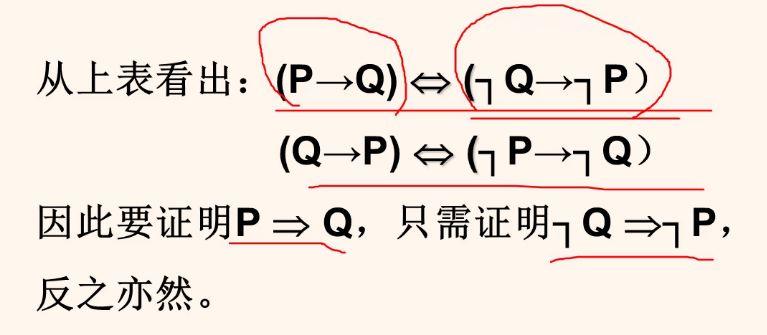 从上表看出：(P→Q)⇔(┐Q→┐P）
(Q→P)⇔(┐P→┐Q）
因此要证明P⇒Q，只需证明┐Q⇒┐P，
反之亦然。